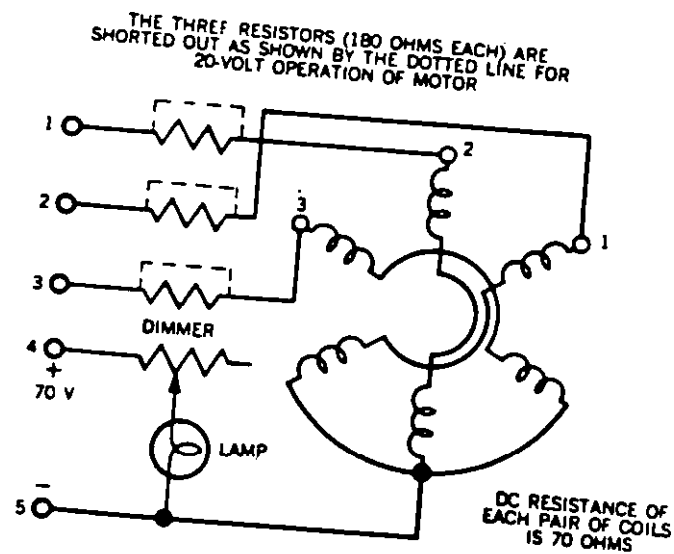 THE THREE RESISTORS (180 OHMS EACH) ARE
SHORTED OUT AS SHOWN BY THE DOTTED LINE FOR
20-VOLT OPERATION OF MOTOR
1
2
2
3
1
3
DIMMER
4
+
70 V
LAMP
5
−
DC RESISTANCE OF
EACH PAIR OF COILS
IS 70 OHMS